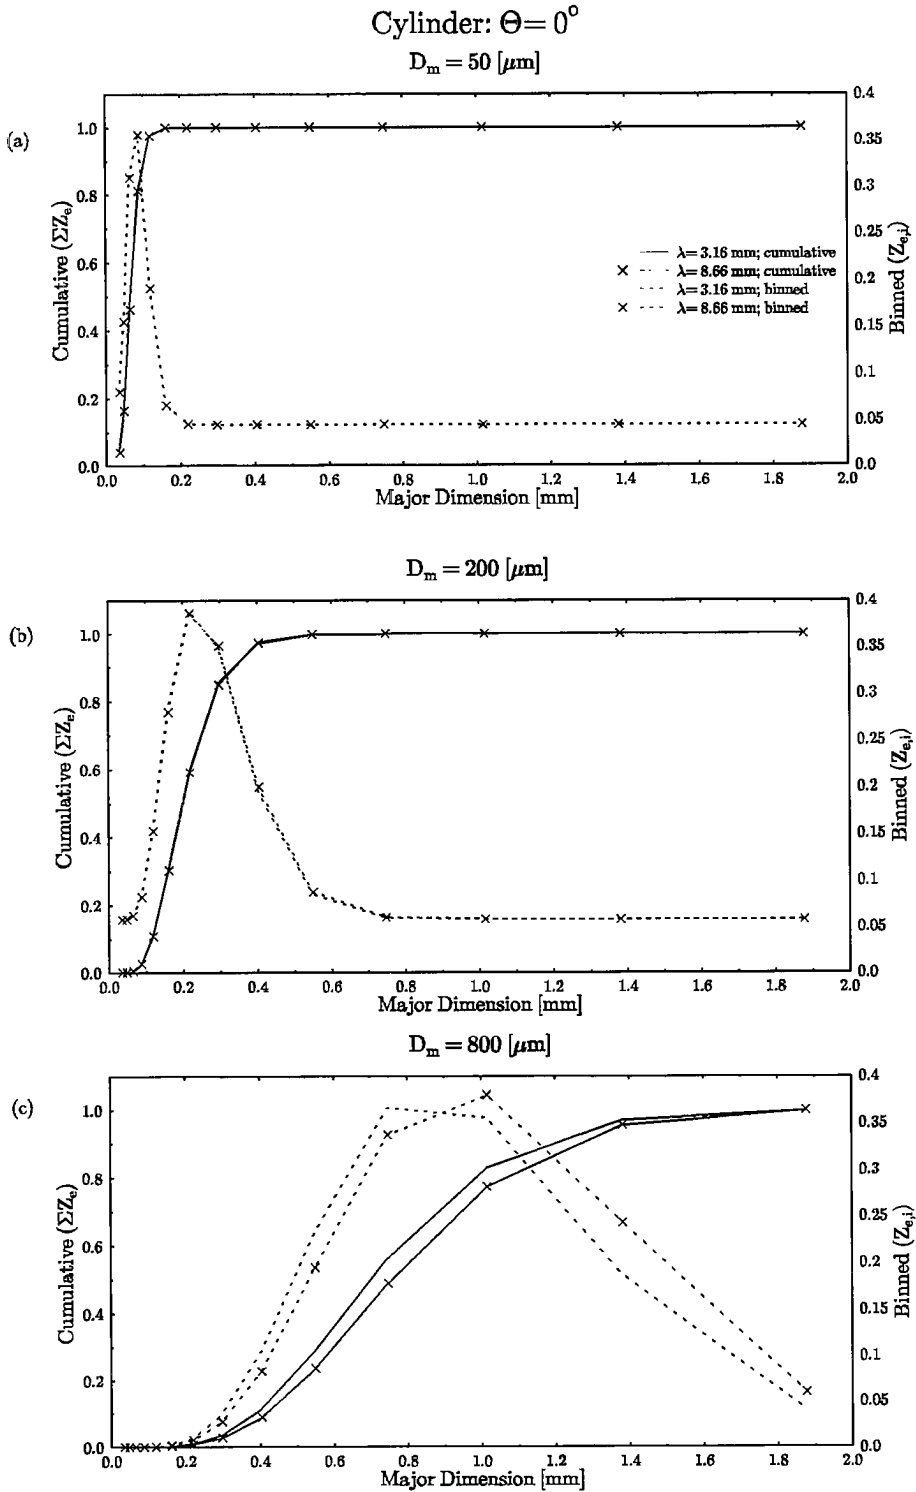 Cylinder: Θ= 0°
D_m = 50 [μm]
(a)
Cumulative (ΣZ_e)
1.0
0.8
0.6
0.4
0.2
0.0
0.4
0.35
0.3
0.25
0.2
0.15
0.1
0.05
0.0
Binned (Z_e,i)
λ= 3.16 mm; cumulative
λ= 8.66 mm; cumulative
λ= 3.16 mm; binned
λ= 8.66 mm; binned
0.0 0.2 0.4 0.6 0.8 1.0 1.2 1.4 1.6 1.8 2.0
Major Dimension [mm]
D_m = 200 [μm]
(b)
Cumulative (ΣZ_e)
1.0
0.8
0.6
0.4
0.2
0.0
0.4
0.35
0.3
0.25
0.2
0.15
0.1
0.05
0.0
Binned (Z_e,i)
0.0 0.2 0.4 0.6 0.8 1.0 1.2 1.4 1.6 1.8 2.0
Major Dimension [mm]
D_m = 800 [μm]
(c)
Cumulative (ΣZ_e)
1.0
0.8
0.6
0.4
0.2
0.0
0.4
0.35
0.3
0.25
0.2
0.15
0.1
0.05
0.0
Binned (Z_e,i)
0.0 0.2 0.4 0.6 0.8 1.0 1.2 1.4 1.6 1.8 2.0
Major Dimension [mm]